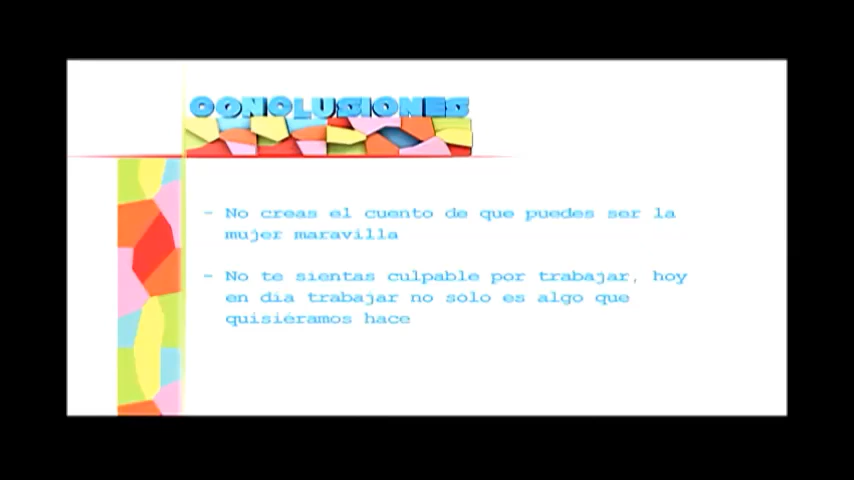 CONCLUSIONES
- No creas el cuento de que puedes ser la
mujer maravilla
- No te sientas culpable por trabajar, hoy
en día trabajar no solo es algo que
quisiéramos hace